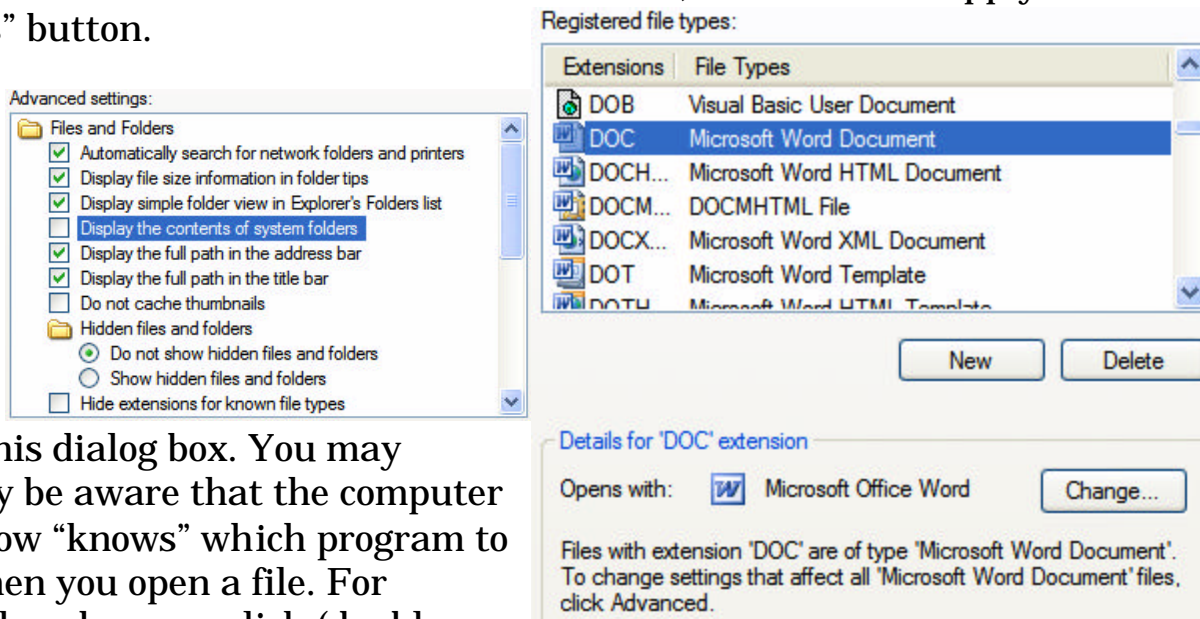 ” button.
Advanced settings:
Files and Folders
Automatically search for network folders and printers
Display file size information in folder tips
Display simple folder view in Explorer's Folders list
Display the contents of system folders
Display the full path in the address bar
Display the full path in the title bar
Do not cache thumbnails
Hidden files and folders
Do not show hidden files and folders
Show hidden files and folders
Hide extensions for known file types
his dialog box. You may
y be aware that the computer
ow “knows” which program to
hen you open a file. For
Registered file types:
Extensions File Types
DOB Visual Basic User Document
DOC Microsoft Word Document
DOCH... Microsoft Word HTML Document
DOCM... DOCMHTML File
DOCX... Microsoft Word XML Document
DOT Microsoft Word Template
DOTH Microsoft Word HTML Template
New Delete
Details for 'DOC' extension
Opens with: Microsoft Office Word Change...
Files with extension 'DOC' are of type 'Microsoft Word Document'.
To change settings that affect all 'Microsoft Word Document' files,
click Advanced.